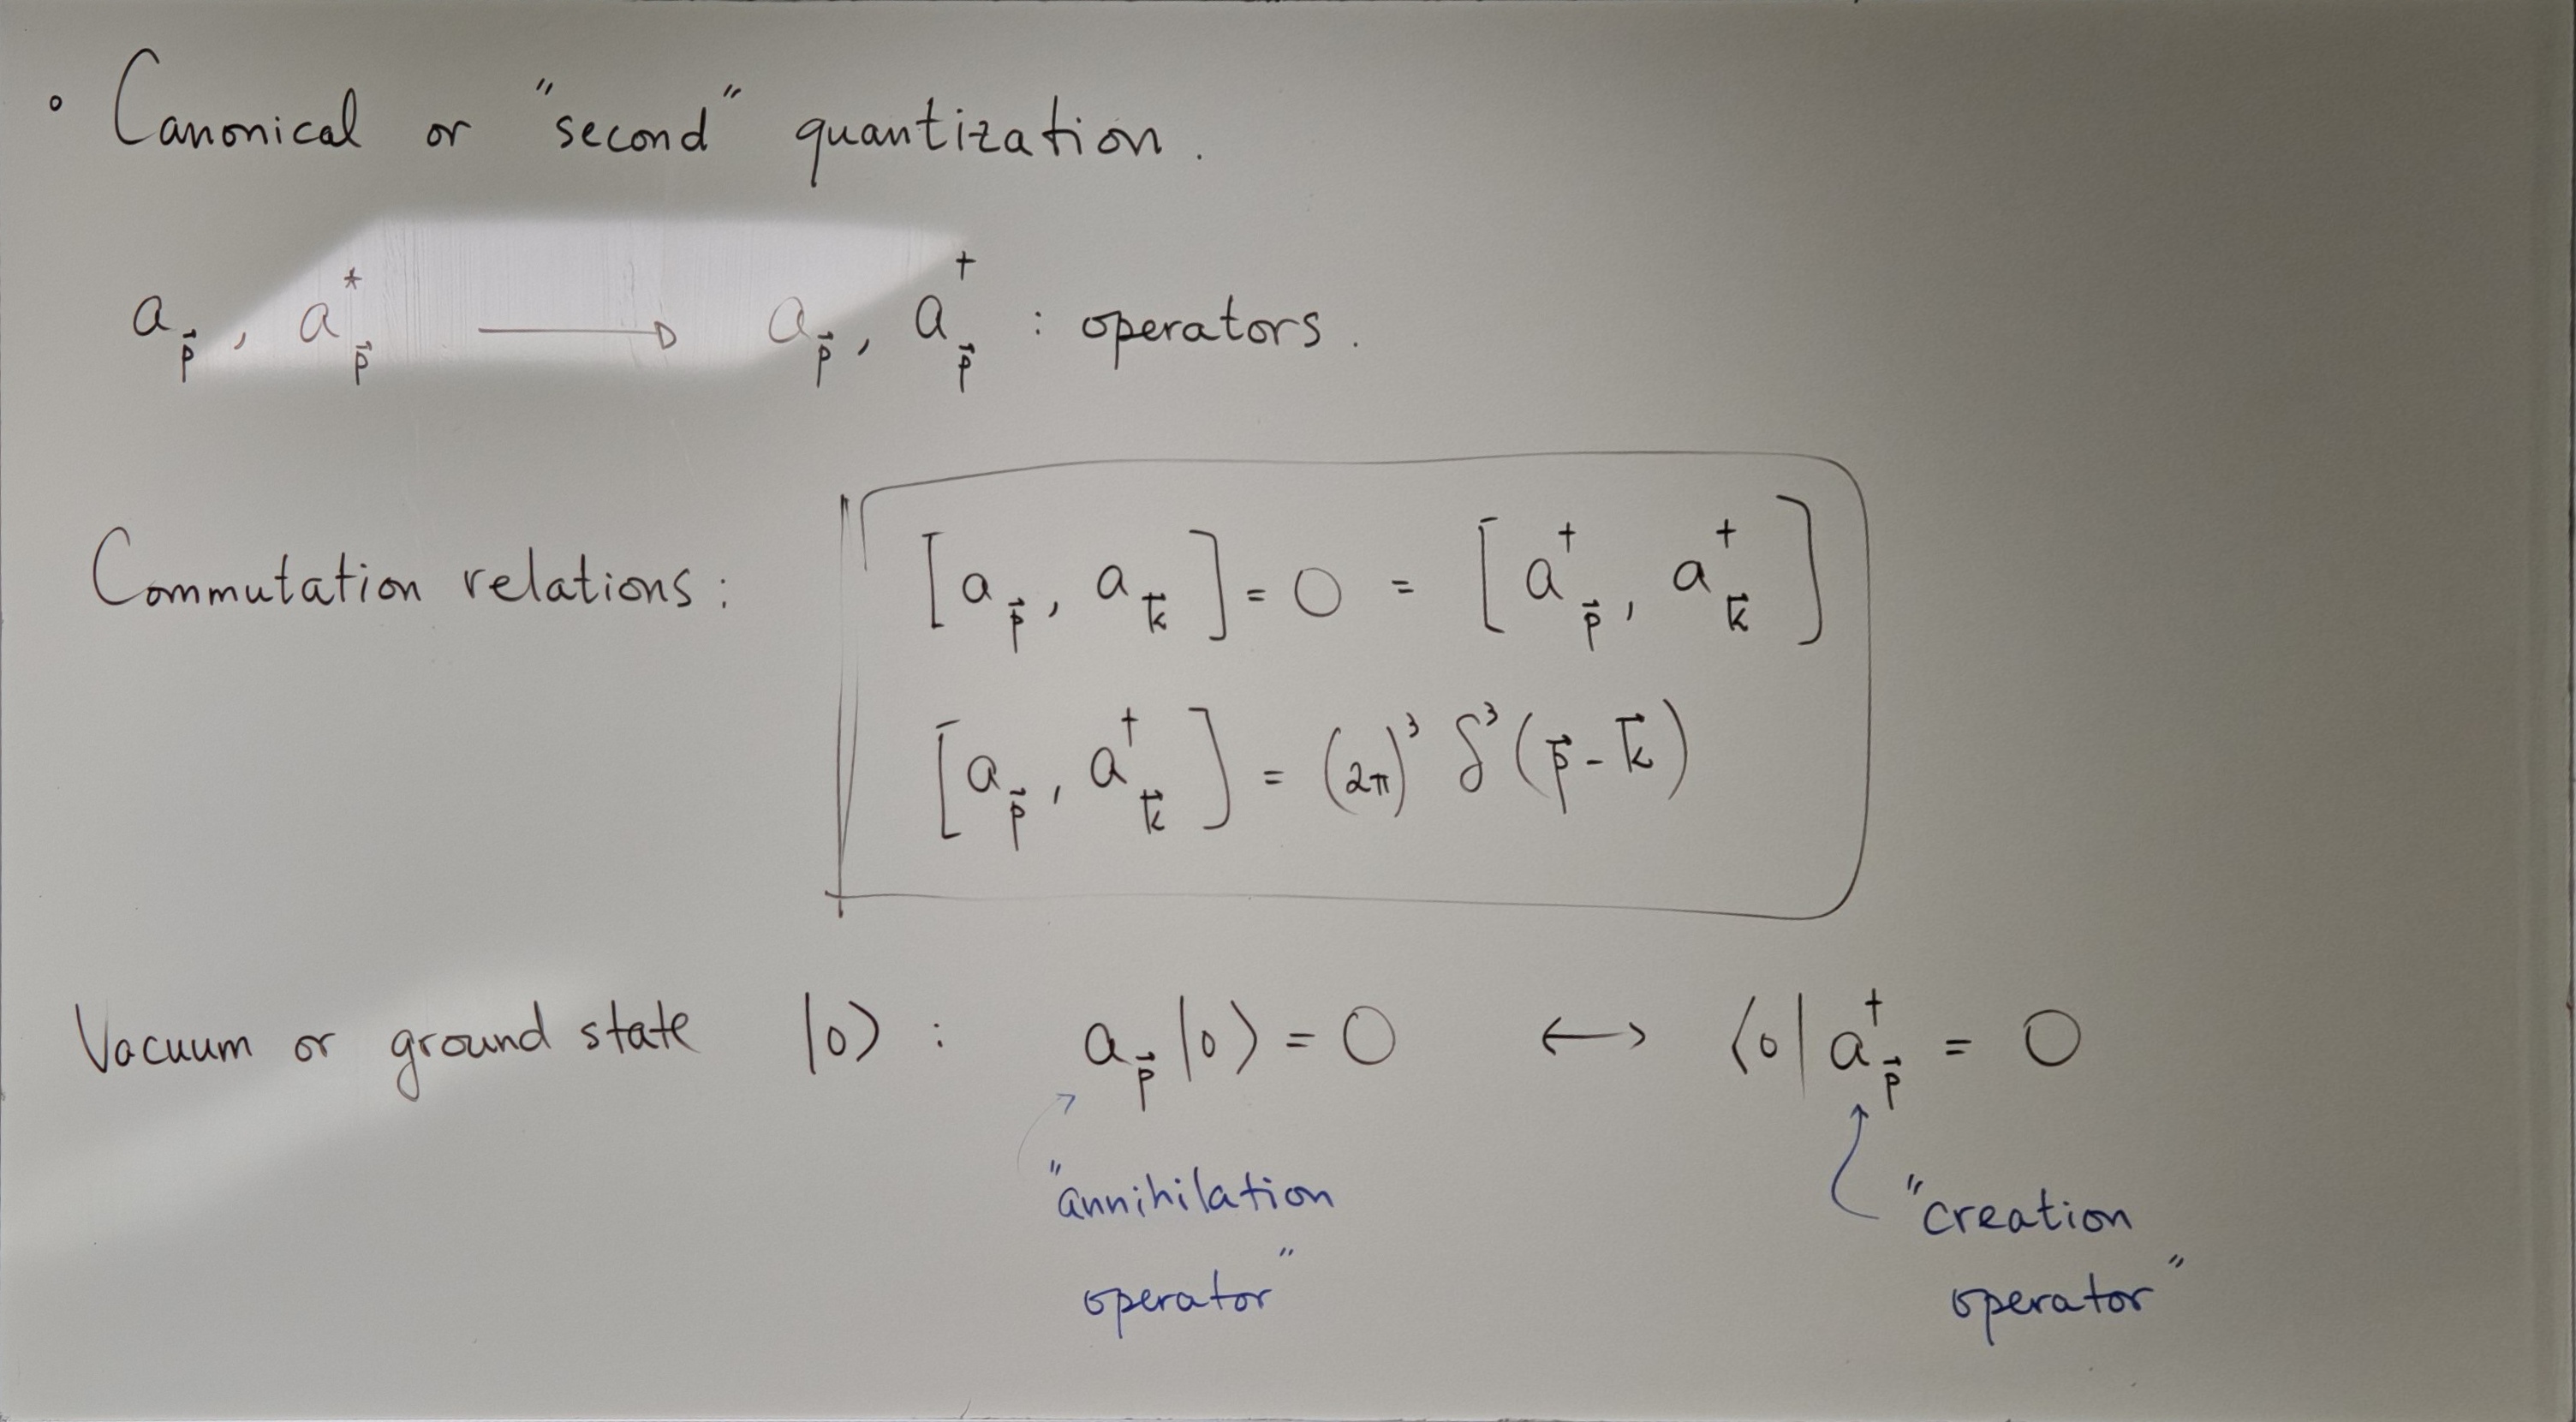 ° Canonical or "second" quantization.
a_p⃗ , a*_p⃗ ⟶ a_p⃗ , a†_p⃗ : operators.
Commutation relations : [a_p⃗ , a_k⃗] = 0 = [a†_p⃗ , a†_k⃗]
[a_p⃗ , a†_k⃗] = (2π)³ δ³(p⃗ - k⃗)
Vacuum or ground state |0⟩ : a_p⃗|0⟩ = 0 ⟷ ⟨0|a†_p⃗ = 0
"annihilation
operator"
"creation
operator"